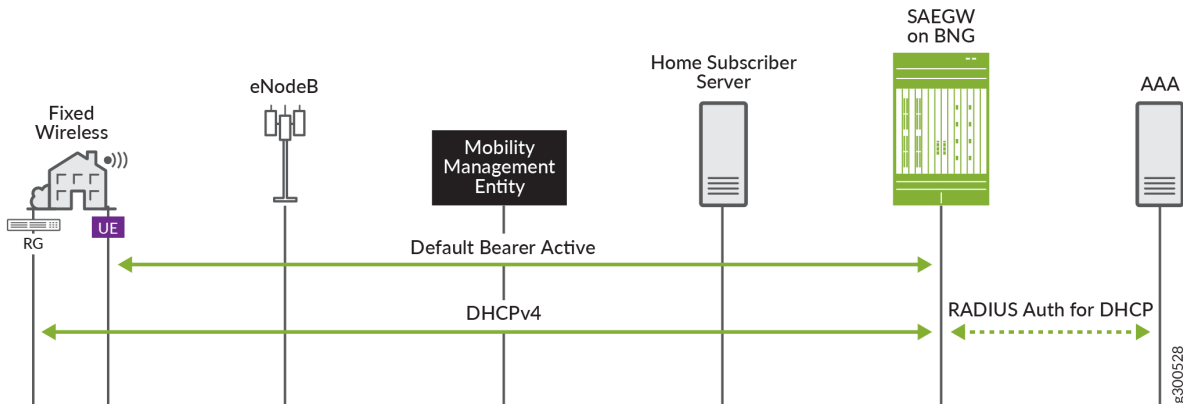 SAEGW
on BNG
Home Subscriber
Server
eNodeB
AAA
Fixed
Wireless
Mobility
Management
Entity
RG
UE
Default Bearer Active
DHCPv4
RADIUS Auth for DHCP
g300528